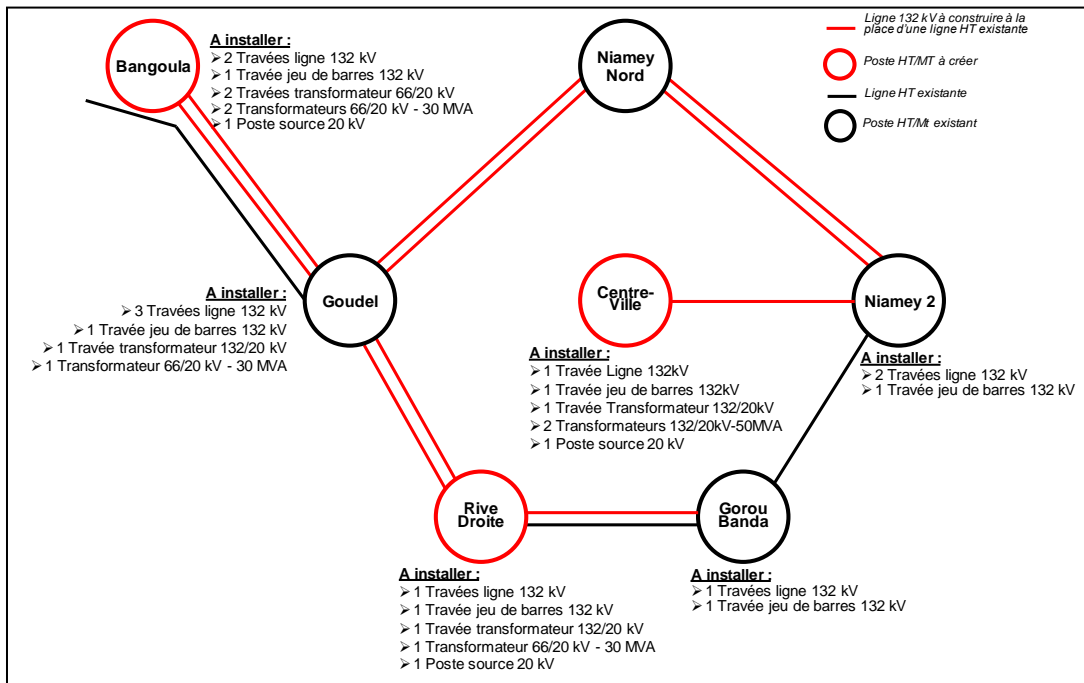 Bangoula
A installer :
➢ 2 Travées ligne 132 kV
➢ 1 Travée jeu de barres 132 kV
➢ 2 Travées transformateur 66/20 kV
➢ 2 Transformateurs 66/20 kV - 30 MVA
➢ 1 Poste source 20 kV
Niamey
Nord
Ligne 132 kV à construire à la
place d'une ligne HT existante
Poste HT/MT à créer
Ligne HT existante
Poste HT/Mt existant
Goudel
A installer :
➢ 3 Travées ligne 132 kV
➢ 1 Travée jeu de barres 132 kV
➢ 1 Travée transformateur 132/20 kV
➢ 1 Transformateur 66/20 kV - 30 MVA
Centre-
Ville
A installer :
➢ 1 Travée Ligne 132kV
➢ 1 Travée jeu de barres 132kV
➢ 1 Travée Transformateur 132/20kV
➢ 2 Transformateurs 132/20kV-50MVA
➢ 1 Poste source 20 kV
Niamey 2
A installer :
➢ 2 Travées ligne 132 kV
➢ 1 Travée jeu de barres 132 kV
Rive
Droite
A installer :
➢ 1 Travées ligne 132 kV
➢ 1 Travée jeu de barres 132 kV
➢ 1 Travée transformateur 132/20 kV
➢ 1 Transformateur 66/20 kV - 30 MVA
➢ 1 Poste source 20 kV
Gorou
Banda
A installer :
➢ 1 Travées ligne 132 kV
➢ 1 Travée jeu de barres 132 kV